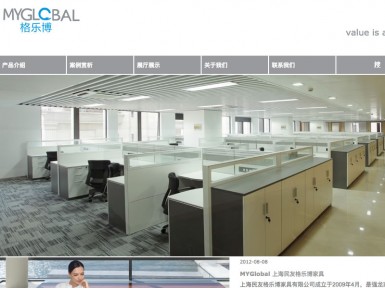 MYGLOBAL
格乐博
value is a
产品介绍 案例赏析 展厅展示 关于我们 联系我们
2012-08-08
MYGlobal 上海民友格乐博家具
上海民友格乐博家具有限公司成立于2009年4月，是强龙